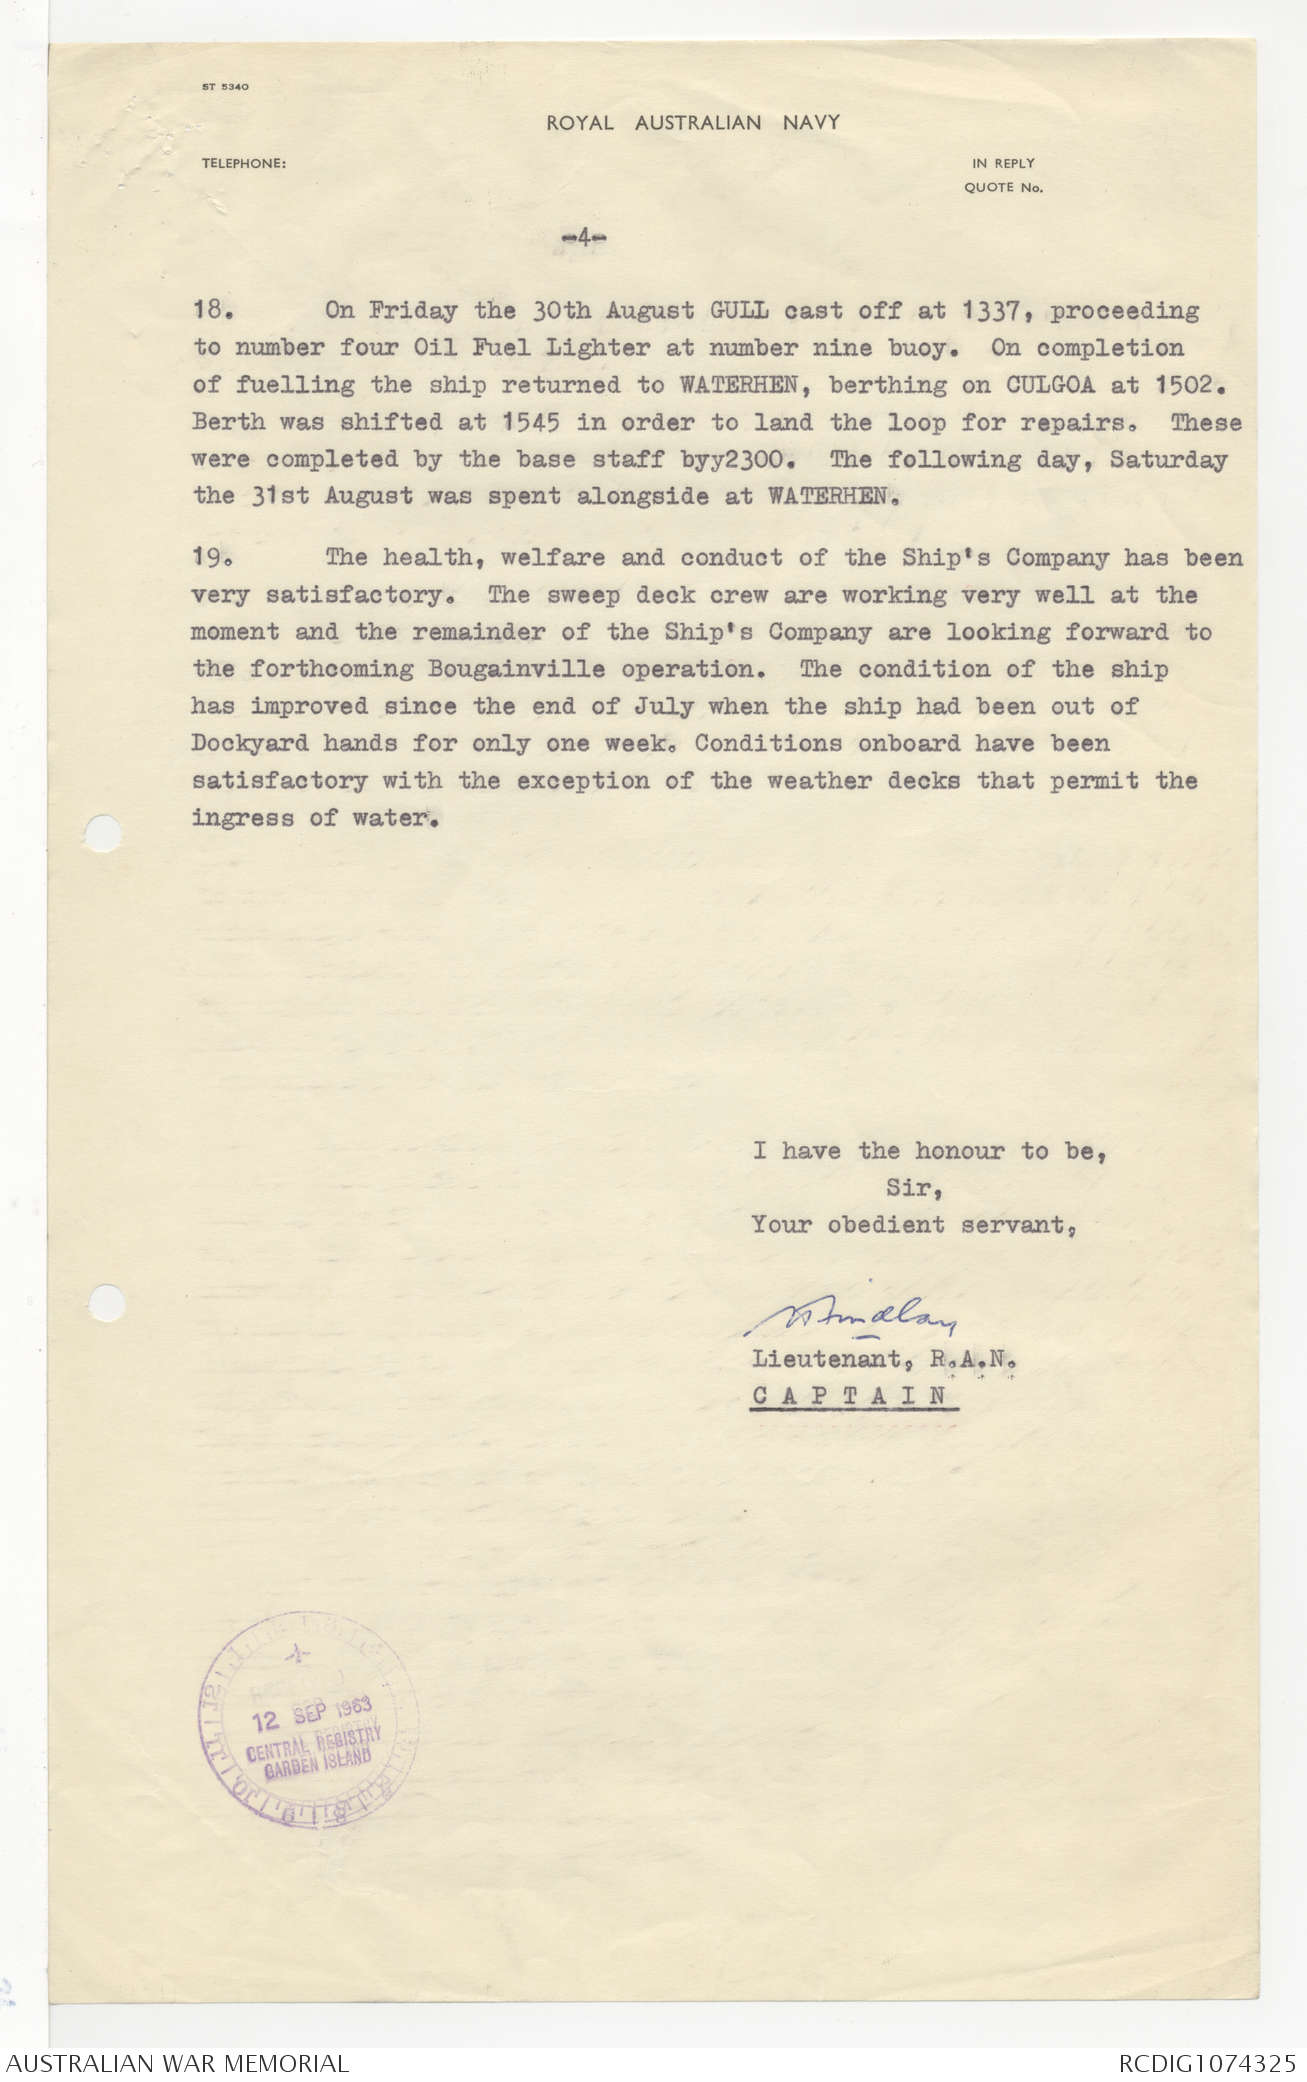 ST 5340
ROYAL AUSTRALIAN NAVY
TELEPHONE:
IN REPLY
QUOTE No.
-4-
18. On Friday the 30th August GULL cast off at 1337, proceeding
to number four Oil Fuel Lighter at number nine buoy. On completion
of fuelling the ship returned to WATERHEN, berthing on CULGOA at 1502.
Berth was shifted at 1545 in order to land the loop for repairs. These
were completed by the base staff byy2300. The following day, Saturday
the 31st August was spent alongside at WATERHEN.
19. The health, welfare and conduct of the Ship's Company has been
very satisfactory. The sweep deck crew are working very well at the
moment and the remainder of the Ship's Company are looking forward to
the forthcoming Bougainville operation. The condition of the ship
has improved since the end of July when the ship had been out of
Dockyard hands for only one week. Conditions onboard have been
satisfactory with the exception of the weather decks that permit the
ingress of water.
I have the honour to be,
Sir,
Your obedient servant,
Lieutenant, R.A.N.
CAPTAIN
12 SEP 1963
CENTRAL REGISTRY
GARDEN ISLAND
AUSTRALIAN WAR MEMORIAL
RCDIG1074325